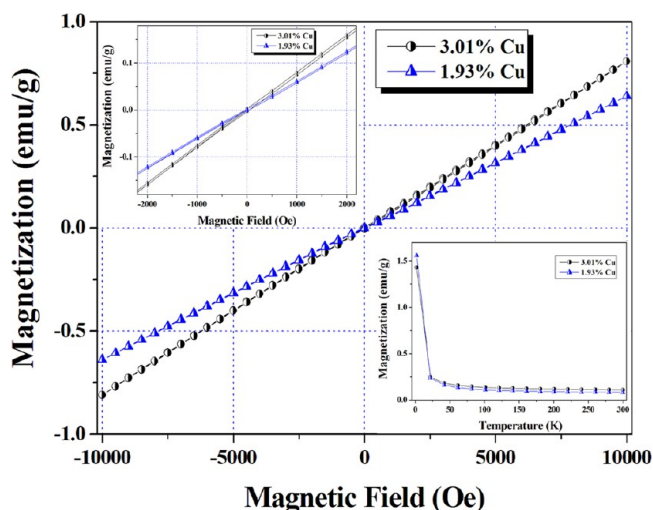 1.0
0.5
0.0
-0.5
-1.0
Magnetization (emu/g)
-10000 -5000 0 5000 10000
Magnetic Field (Oe)
3.01% Cu
1.93% Cu
3.01% Cu
1.93% Cu
0.1
0.0
-0.1
Magnetization (emu/g)
-2000 -1000 0 1000 2000
Magnetic Field (Oe)
3.01% Cu
1.93% Cu
1.5
1.0
0.5
0.0
Magnetization (emu/g)
0 50 100 150 200 250 300
Temperature (K)